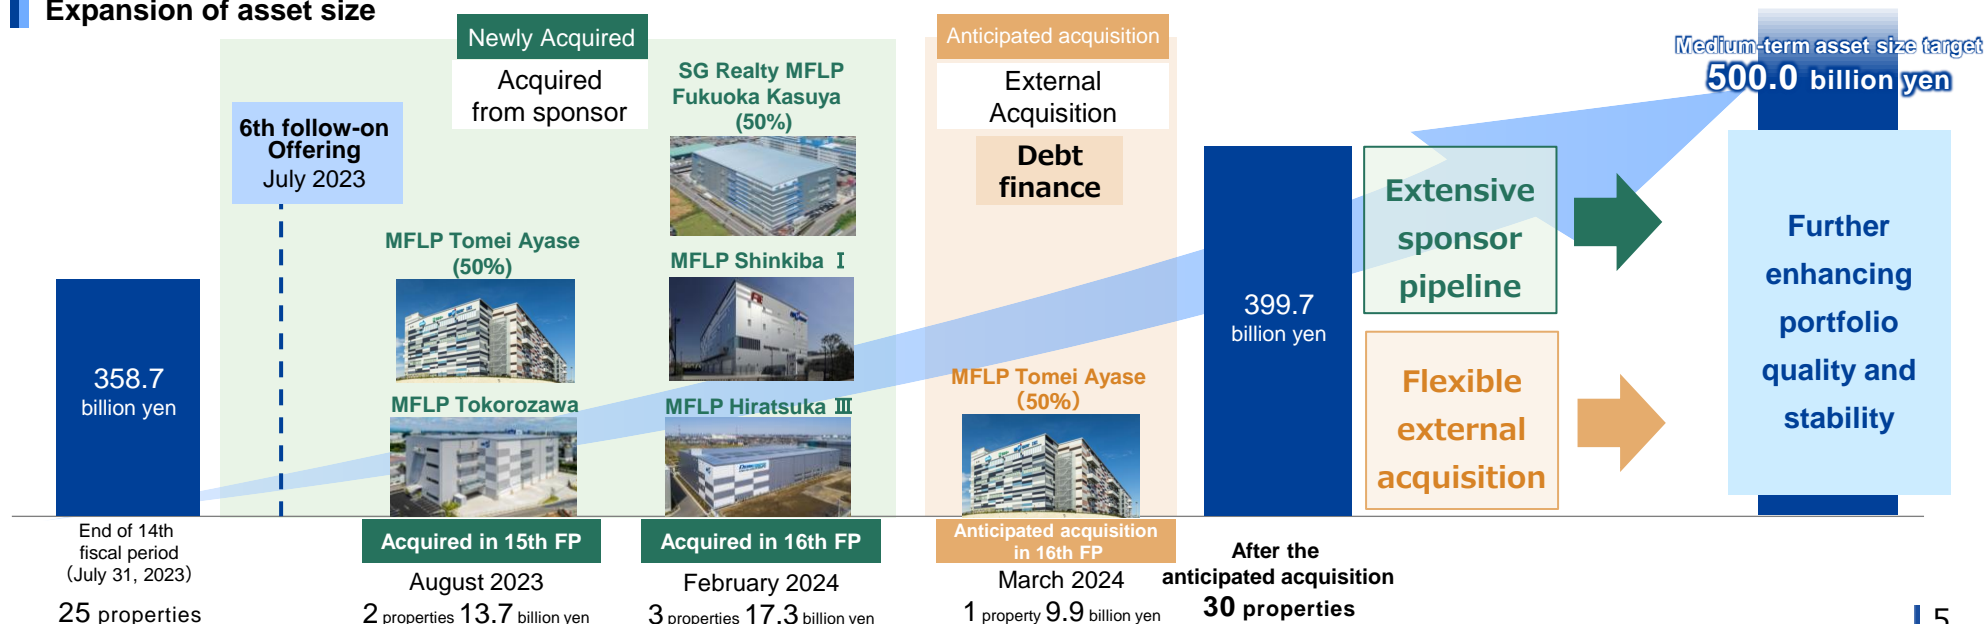 Expansion of asset size
Newly Acquired
Acquired
from sponsor
6th follow-on
Offering
July 2023
SG Realty MFLP
Fukuoka Kasuya
(50%)
MFLP Tomei Ayase
(50%)
MFLP Shinkiba Ⅰ
MFLP Tokorozawa
MFLP Hiratsuka Ⅲ
Anticipated acquisition
External
Acquisition
Debt
finance
MFLP Tomei Ayase
（50%）
358.7
billion yen
399.7
billion yen
Extensive
sponsor
pipeline
Flexible
external
acquisition
Medium-term asset size target
500.0 billion yen
Further
enhancing
portfolio
quality and
stability
End of 14th
fiscal period
（July 31, 2023）
25 properties
Acquired in 15th FP
August 2023
2 properties 13.7 billion yen
Acquired in 16th FP
February 2024
3 properties 17.3 billion yen
Anticipated acquisition
in 16th FP
March 2024
1 property 9.9 billion yen
After the
anticipated acquisition
30 properties
5